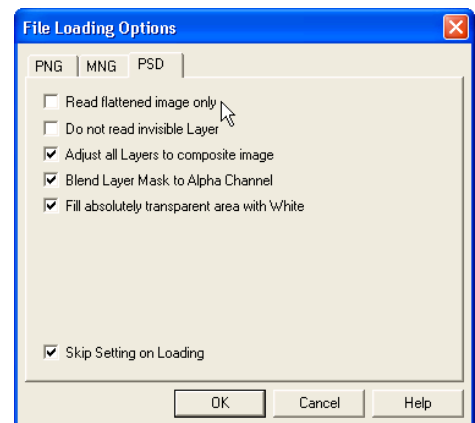 File Loading Options
PNG MNG PSD
Read flattened image only
Do not read invisible Layer
Adjust all Layers to composite image
Blend Layer Mask to Alpha Channel
Fill absolutely transparent area with White
Skip Setting on Loading
OK Cancel Help